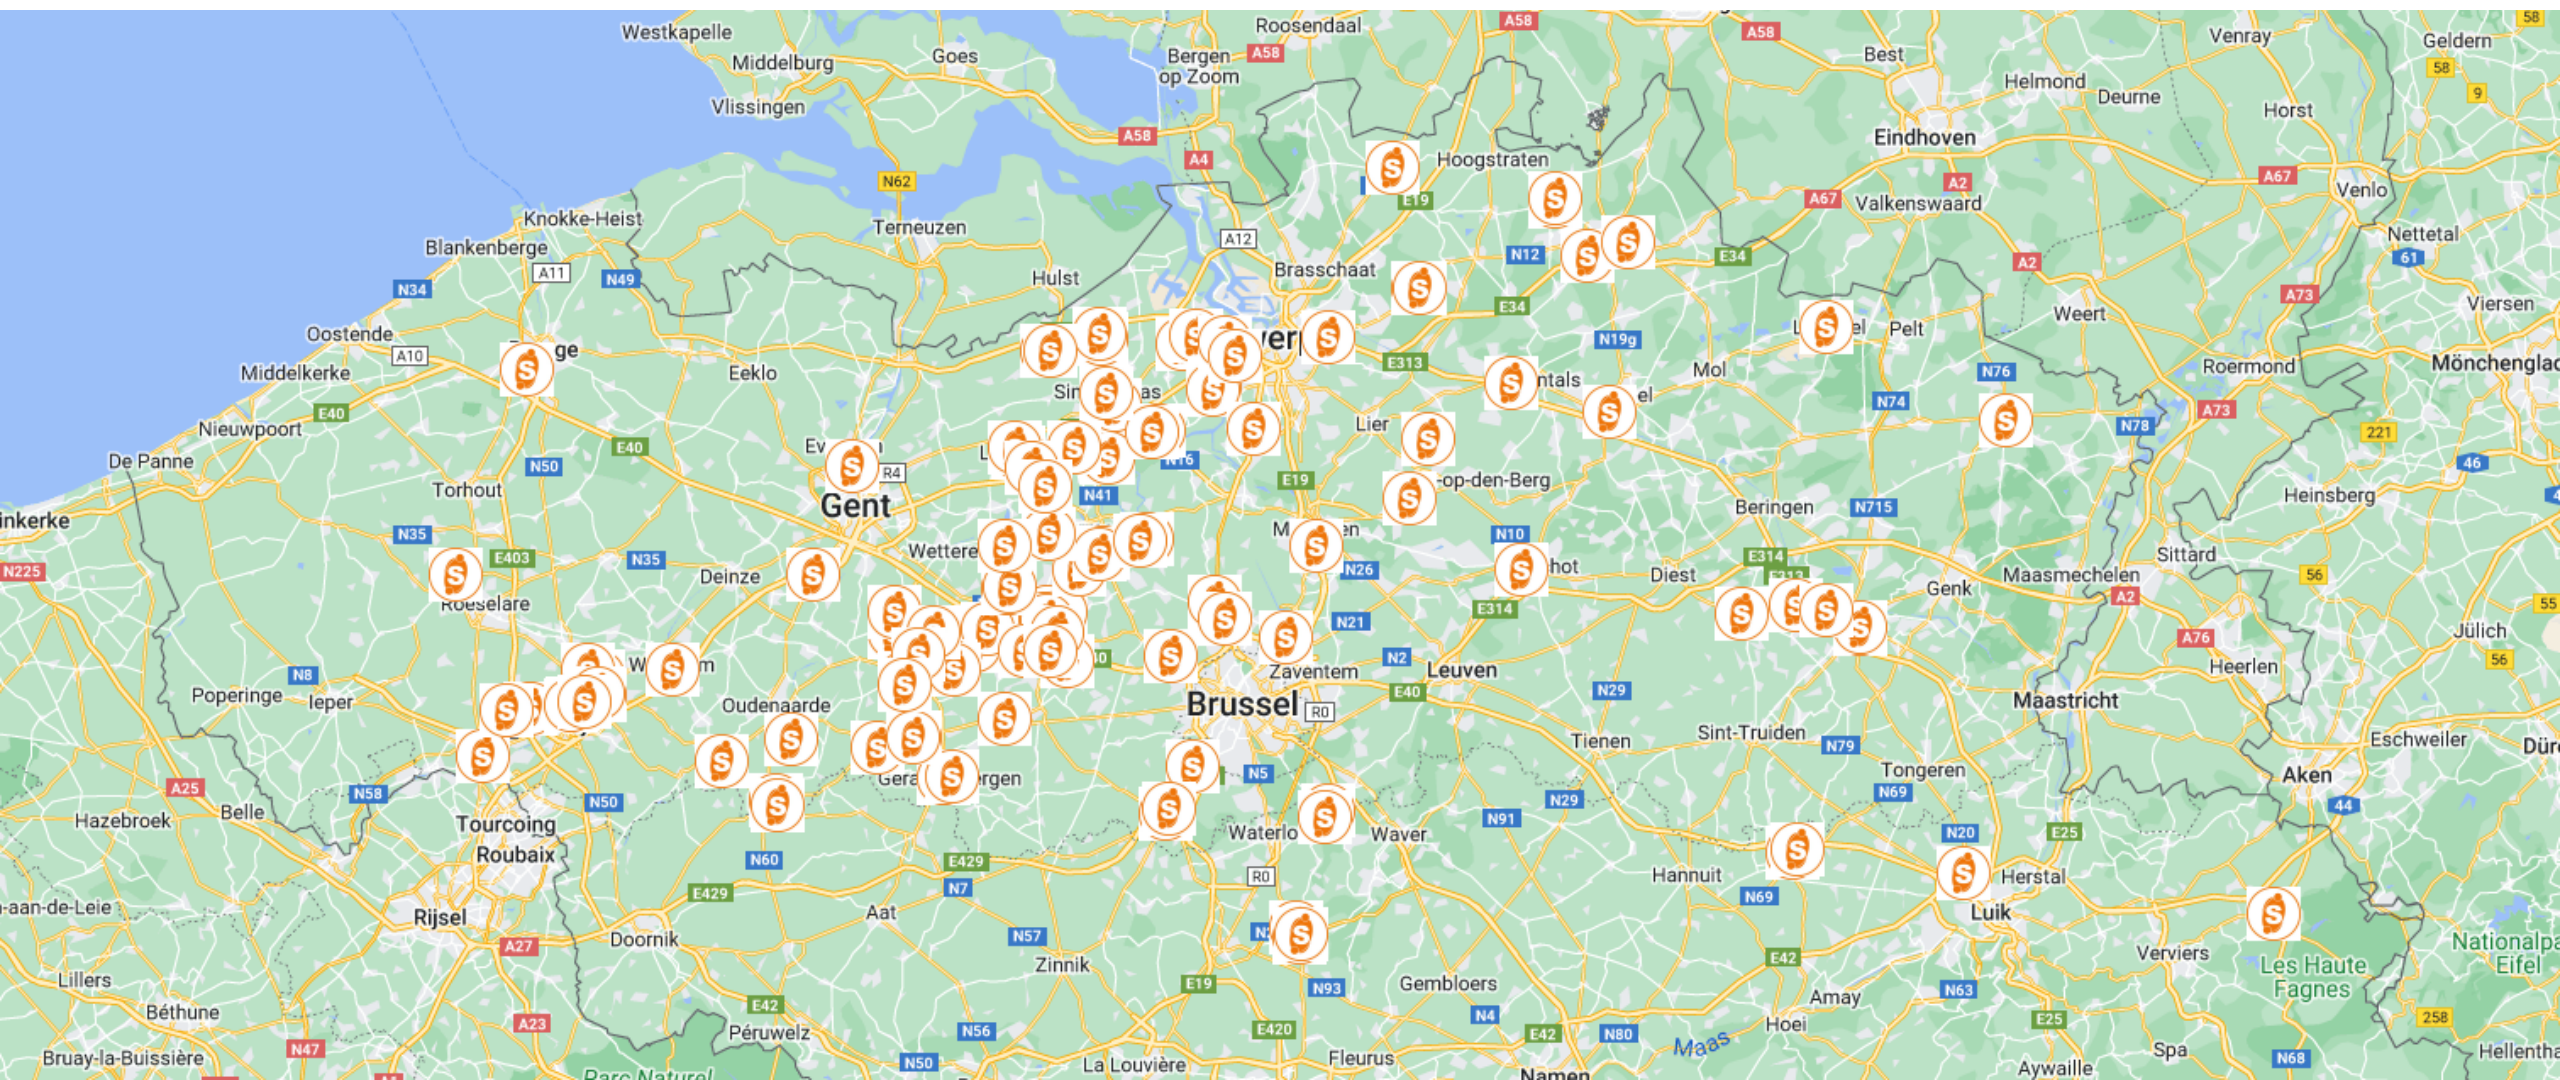 Westkapelle
Middelburg
Goes
Vlissingen
Bergen
op Zoom
Roosendaal
A58
A58
A58
A58
A4
Best
Helmond
Deurne
Venray
Geldern
58
58
9
Horst
Eindhoven
Hoogstraten
E19
N62
Terneuzen
Hulst
A12
Brasschaat
N12
E34
E34
A67
A2
Valkenswaard
A67
Venlo
Nettetal
61
A2
A73
Viersen
Weert
Knokke-Heist
Blankenberge
A11
N49
N34
Oostende
A10
Middelkerke
E40
Nieuwpoort
De Panne
Eeklo
E40
N50
Torhout
N35
E403
N35
N225
R4
Gent
Deinze
N41
N16
E313
Lier
E19
N19g
Mol
Pelt
N76
N74
N78
A73
Roermond
Mönchenglad
221
46
Heinsberg
-op-den-Berg
N10
N26
N21
E314
Diest
Beringen
N715
E314
Genk
Maasmechelen
A2
Sittard
56
55
Jülich
56
A76
Heerlen
Roeselare
N8
Poperinge
Ieper
Oudenaarde
Zaventem
N2
Leuven
E40
Brussel
R0
N5
N29
Tienen
Sint-Truiden
N79
Tongeren
N69
Maastricht
Eschweiler
Aken
44
A25
N58
N50
Belle
Hazebroek
Tourcoing
Roubaix
N60
E429
E429
N7
Aat
Rijsel
A27
Doornik
N57
Zinnik
Waver
R0
N91
N29
N20
E25
Hannuit
N69
Herstal
Luik
Verviers
Les Haute
Fagnes
Nationalpa
Eifel
Lillers
Béthune
A23
N47
Bruay-la-Buissière
E42
Péruwelz
N56
N50
E19
N93
E420
La Louvière
Fleurus
Gembloers
N4
E42
N80
Namen
Maas
E42
Amay
Hoei
N63
E25
Aywaille
Spa
N68
258
Hellentha
Parc Naturel